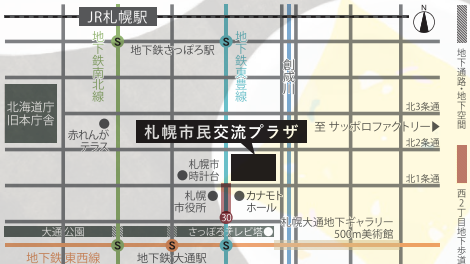 JR札幌駅
N
地下鉄南北線
S
地下鉄さっぽろ駅
S
地下鉄東豊線
創成川
地下通路・地下空間
北海道庁
旧本庁舎
赤れんが
テラス
札幌市民交流プラザ
北3条通
至 サッポロファクトリー
北2条通
札幌市
時計台
北1条通
札幌
市役所
カナモト
ホール
30
札幌大通地下ギャラリー
500m美術館
大通公園
さっぽろテレビ塔
S
S
S
地下鉄東西線
地下鉄大通駅
西2丁目地下歩道